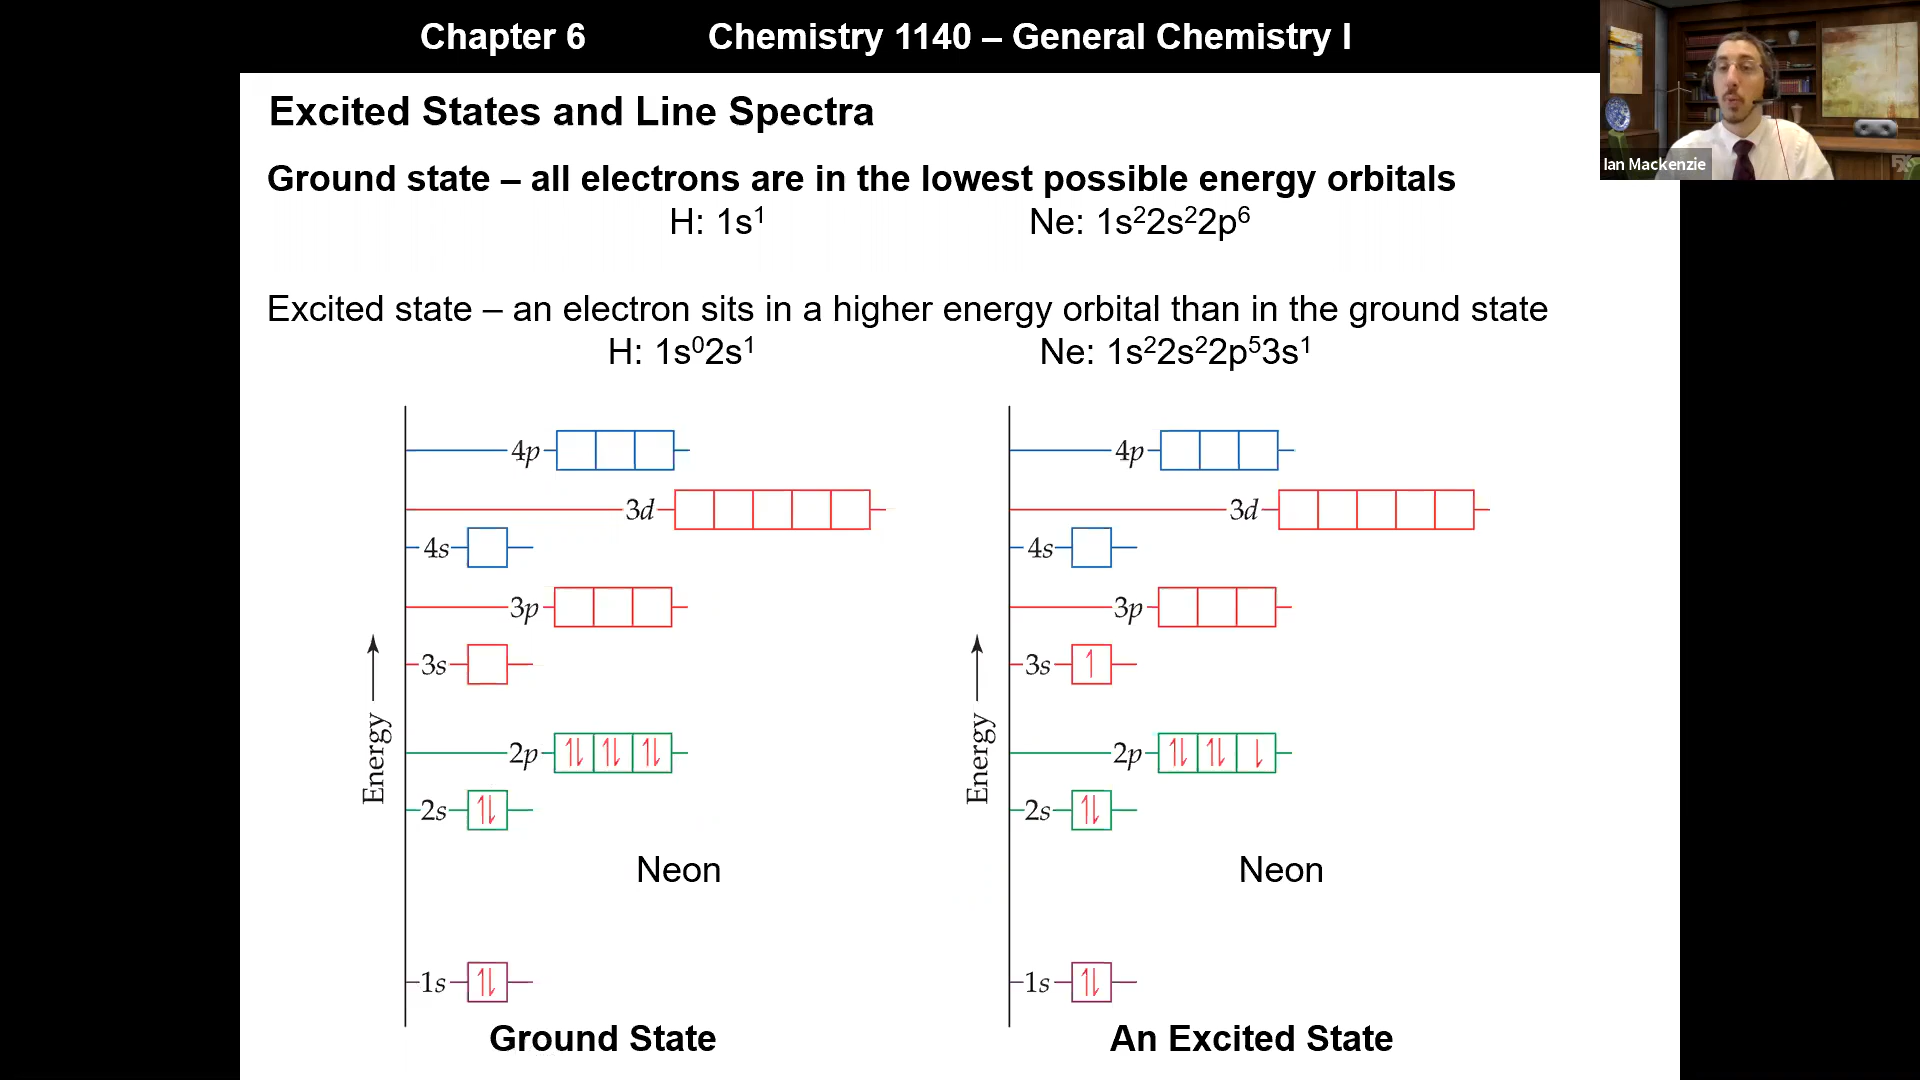 Chapter 6 Chemistry 1140 – General Chemistry I
Ian Mackenzie
Excited States and Line Spectra
Ground state – all electrons are in the lowest possible energy orbitals
H: 1s¹ Ne: 1s²2s²2p⁶
Excited state – an electron sits in a higher energy orbital than in the ground state
H: 1s⁰2s¹ Ne: 1s²2s²2p⁵3s¹
Energy
4p
3d
4s
3p
3s
2p
2s
Neon
1s
Ground State
Energy
4p
3d
4s
3p
3s
2p
2s
Neon
1s
An Excited State